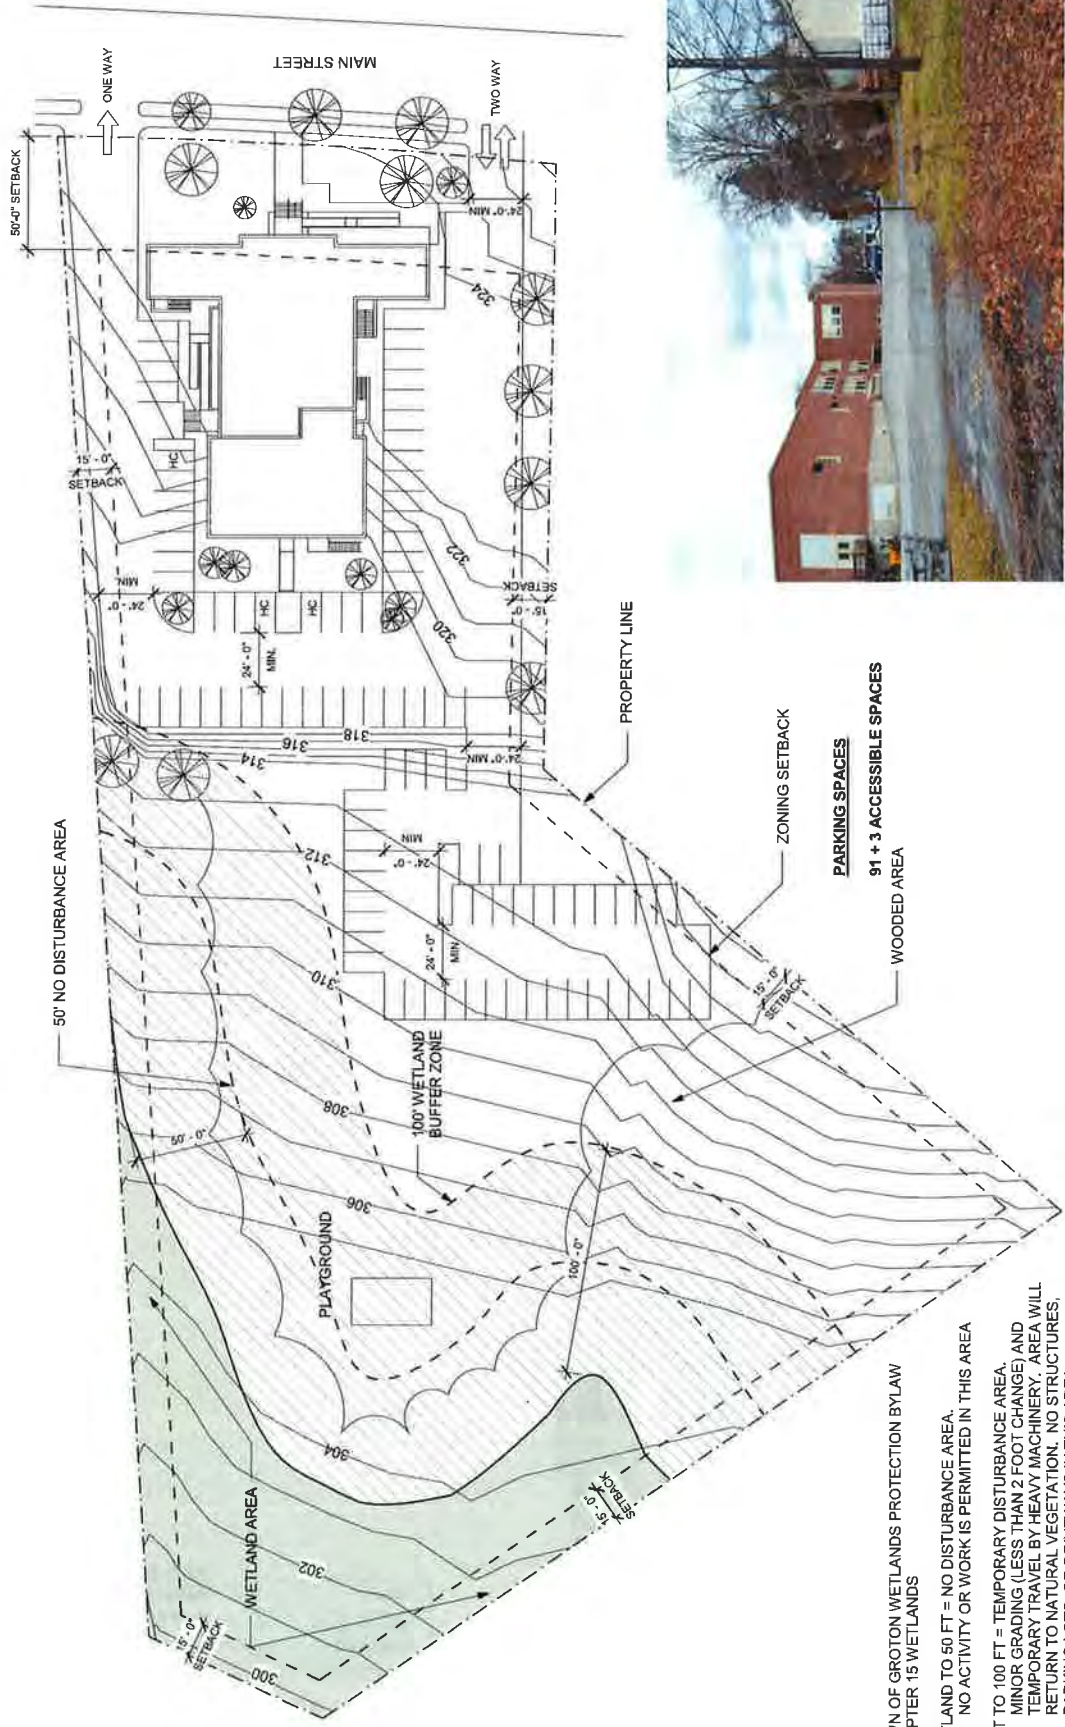 50'-0" SETBACK
ONE WAY
MAIN STREET
TWO WAY
24'-0" MIN
324
15' - 0"
SETBACK
HC
24' - 0"
MIN.
HC
HC
24' - 0"
MIN.
322
320
SETBACK
15' - 0"
318
316
314
24'-0" MIN
PROPERTY LINE
50' NO DISTURBANCE AREA
MIN
24' - 0"
312
ZONING SETBACK
PARKING SPACES
91 + 3 ACCESSIBLE SPACES
WOODED AREA
24' - 0"
MIN.
310
15' - 0"
SETBACK
100' WETLAND
BUFFER ZONE
308
50' - 0"
306
PLAYGROUND
100' - 0"
304
WETLAND AREA
15' - 0"
SETBACK
302
15' - 0"
SETBACK
300
OF GROTON WETLANDS PROTECTION BYLAW
15 WETLANDS
TO 50 FT = NO DISTURBANCE AREA.
NO ACTIVITY OR WORK IS PERMITTED IN THIS AREA
TO 100 FT = TEMPORARY DISTURBANCE AREA.
MINOR GRADING (LESS THAN 2 FOOT CHANGE) AND
TEMPORARY TRAVEL BY HEAVY MACHINERY. AREA WILL
RETURN TO NATURAL VEGETATION. NO STRUCTURES,